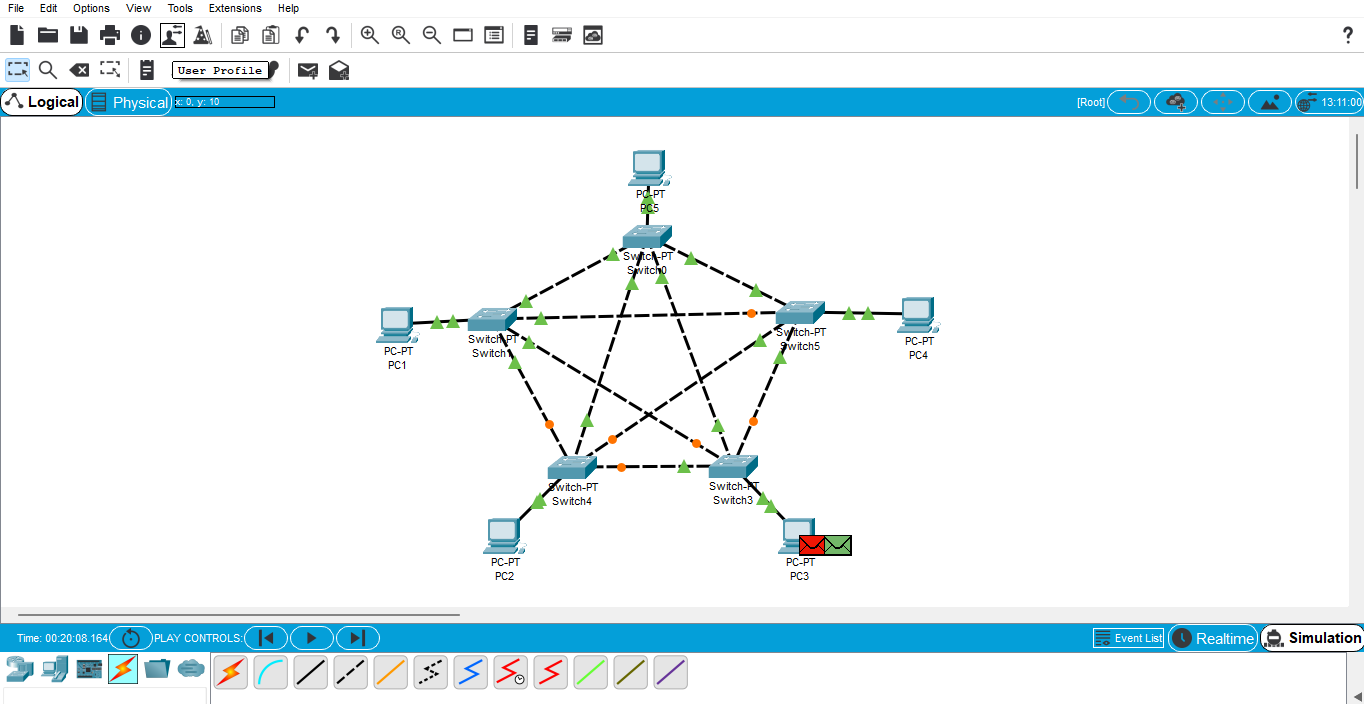 File Edit Options View Tools Extensions Help
?
User Profile
Logical Physical x: 0, y: 10 [Root] 13:11:00
PC-PT
PC5
Switch-PT
Switch0
PC-PT
PC1
Switch-PT
Switch1
Switch-PT
Switch5
PC-PT
PC4
Switch-PT
Switch4
Switch-PT
Switch3
PC-PT
PC2
PC-PT
PC3
Time: 00:20:08.164 PLAY CONTROLS: Event List Realtime Simulation